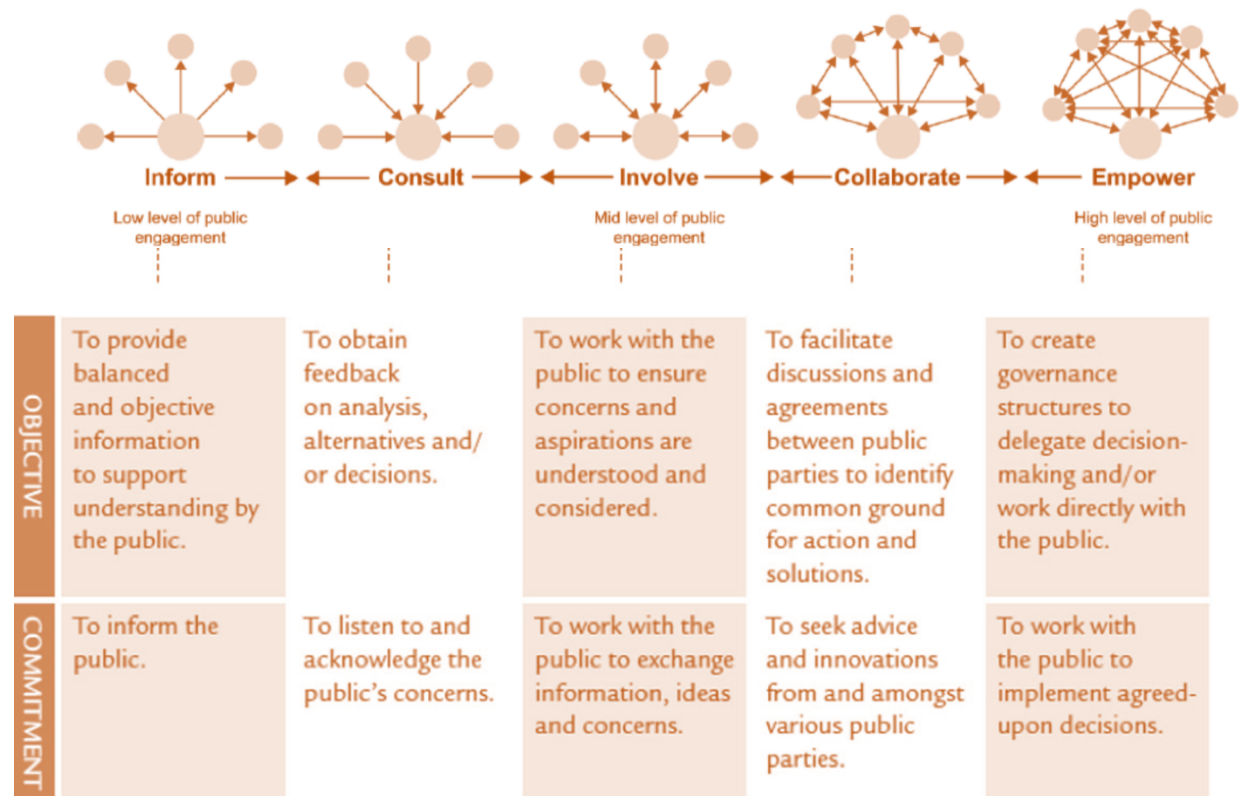 Inform
Consult
Involve
Collaborate
Empower
Low level of public
engagement
Mid level of public
engagement
High level of public
engagement
OBJECTIVE
To provide
balanced
and objective
information
to support
understanding by
the public.
To obtain
feedback
on analysis,
alternatives and/
or decisions.
To work with the
public to ensure
concerns and
aspirations are
understood and
considered.
To facilitate
discussions and
agreements
between public
parties to identify
common ground
for action and
solutions.
To create
governance
structures to
delegate decision-
making and/or
work directly with
the public.
COMMITMENT
To inform the
public.
To listen to and
acknowledge the
public's concerns.
To work with the
public to exchange
information, ideas
and concerns.
To seek advice
and innovations
from and amongst
various public
parties.
To work with
the public to
implement agreed-
upon decisions.